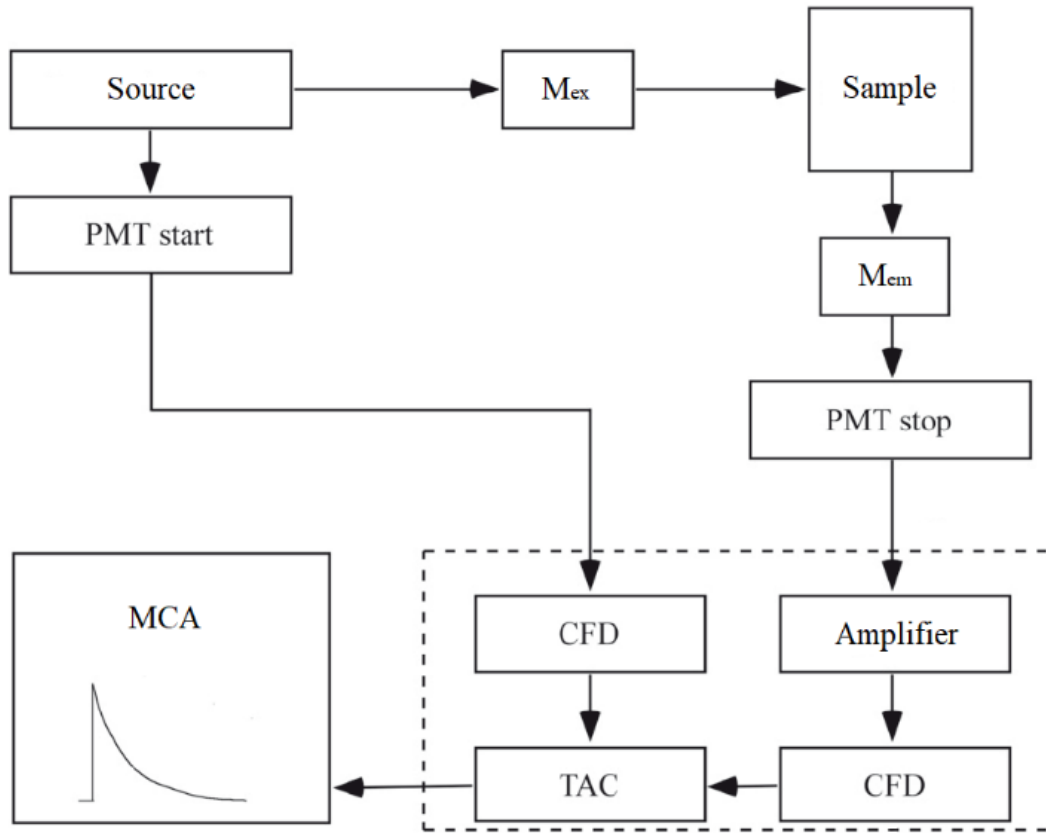 Source
Mex
Sample
PMT start
Mem
PMT stop
MCA
CFD
Amplifier
TAC
CFD